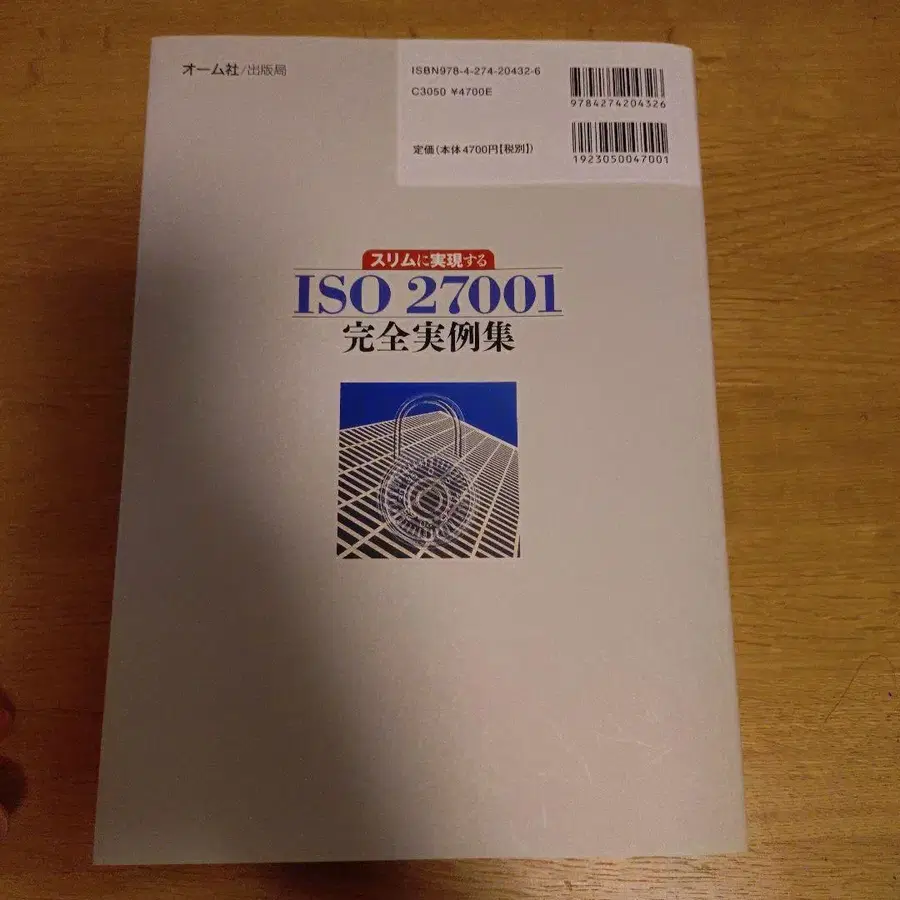 オーム社/出版局
ISBN978-4-274-20432-6
C3050 ¥4700E
定価(本体4700円【税別】)
9784274204326
1923050047001
スリムに実現する
ISO 27001
完全実例集